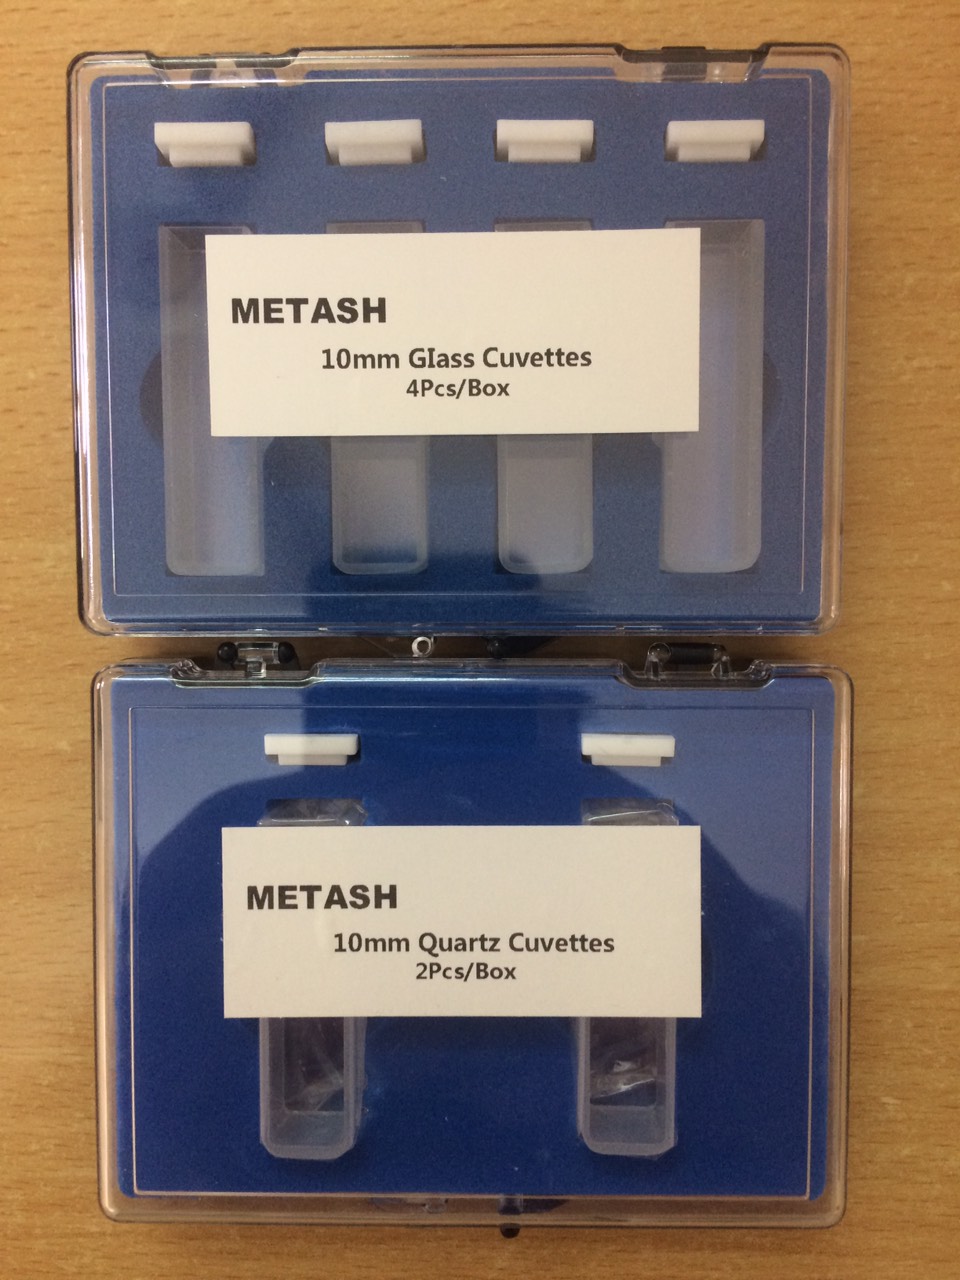 METASH
10mm Glass Cuvettes
4Pcs/Box
METASH
10mm Quartz Cuvettes
2Pcs/Box